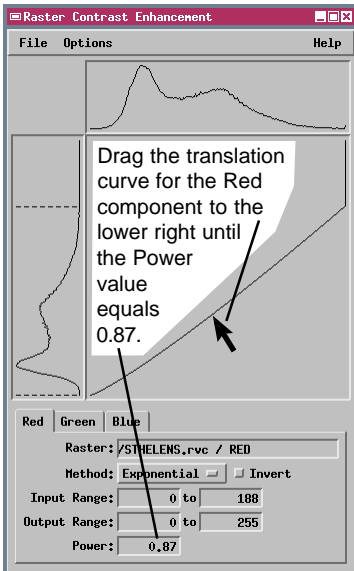 Raster Contrast Enhancement
File Options Help
Drag the translation
curve for the Red
component to the
lower right until
the Power
value
equals
0.87.
Red Green Blue
Raster: /STHELENS.rvc / RED
Method: Exponential Invert
Input Range: 0 to 188
Output Range: 0 to 255
Power: 0.87